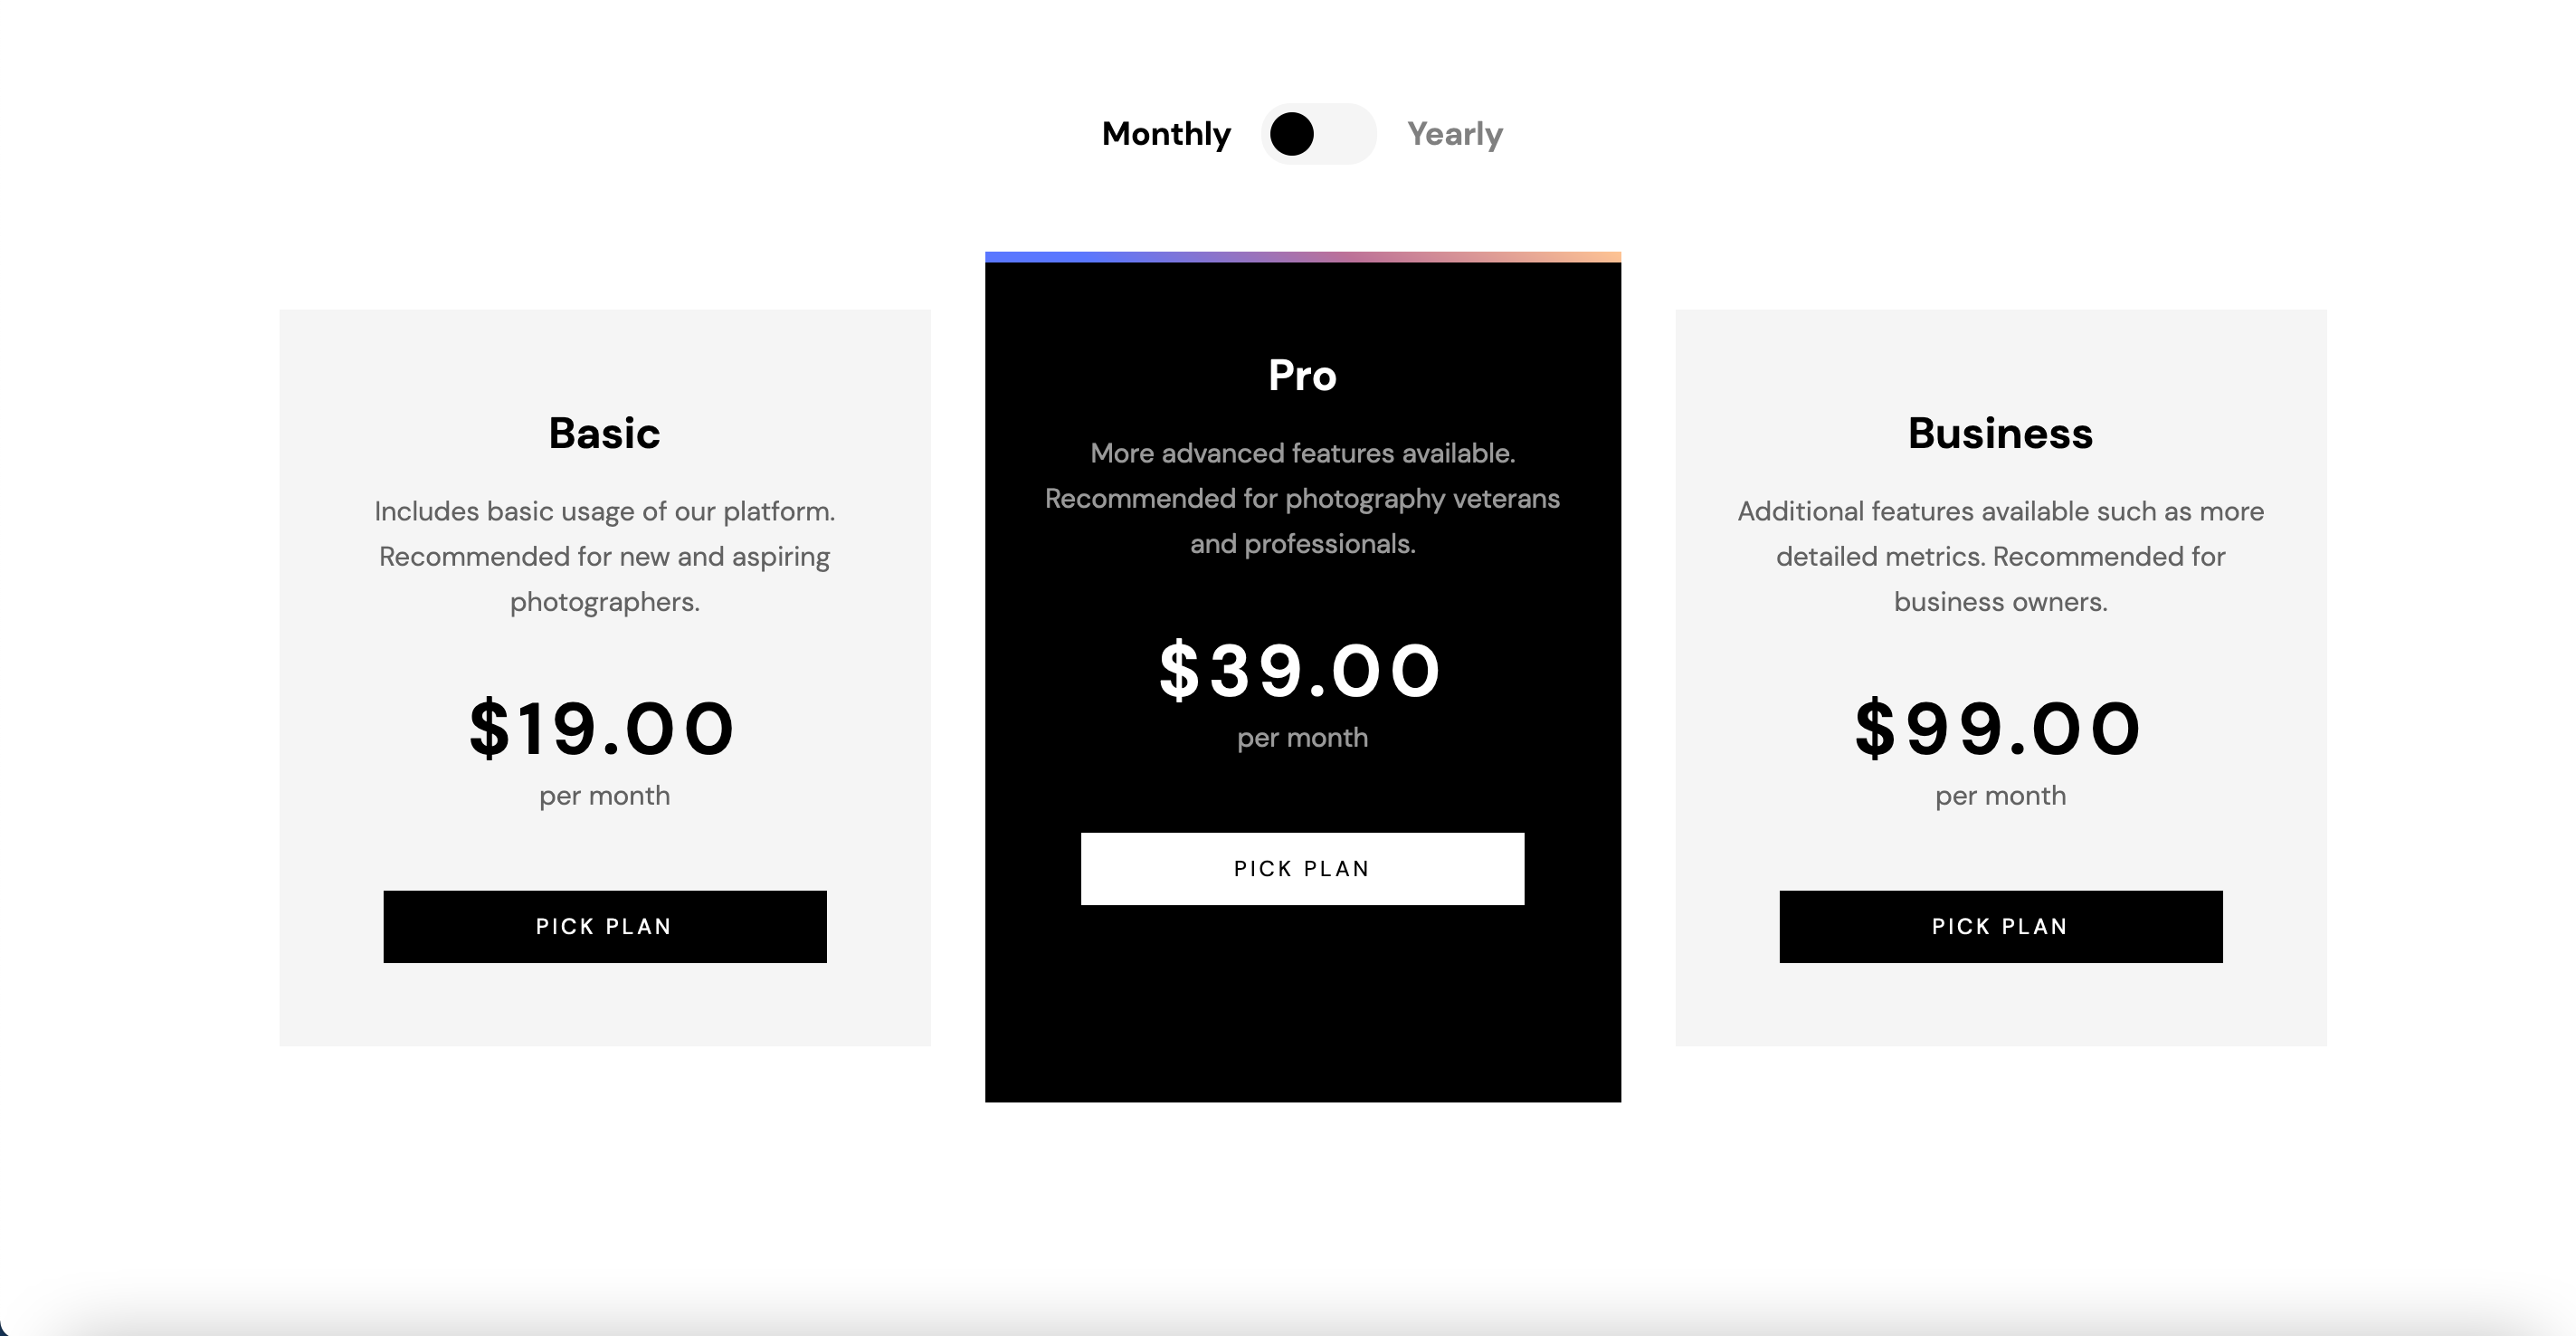 Monthly Yearly
Basic
Includes basic usage of our platform.
Recommended for new and aspiring
photographers.
$19.00
per month
PICK PLAN
Pro
More advanced features available.
Recommended for photography veterans
and professionals.
$39.00
per month
PICK PLAN
Business
Additional features available such as more
detailed metrics. Recommended for
business owners.
$99.00
per month
PICK PLAN